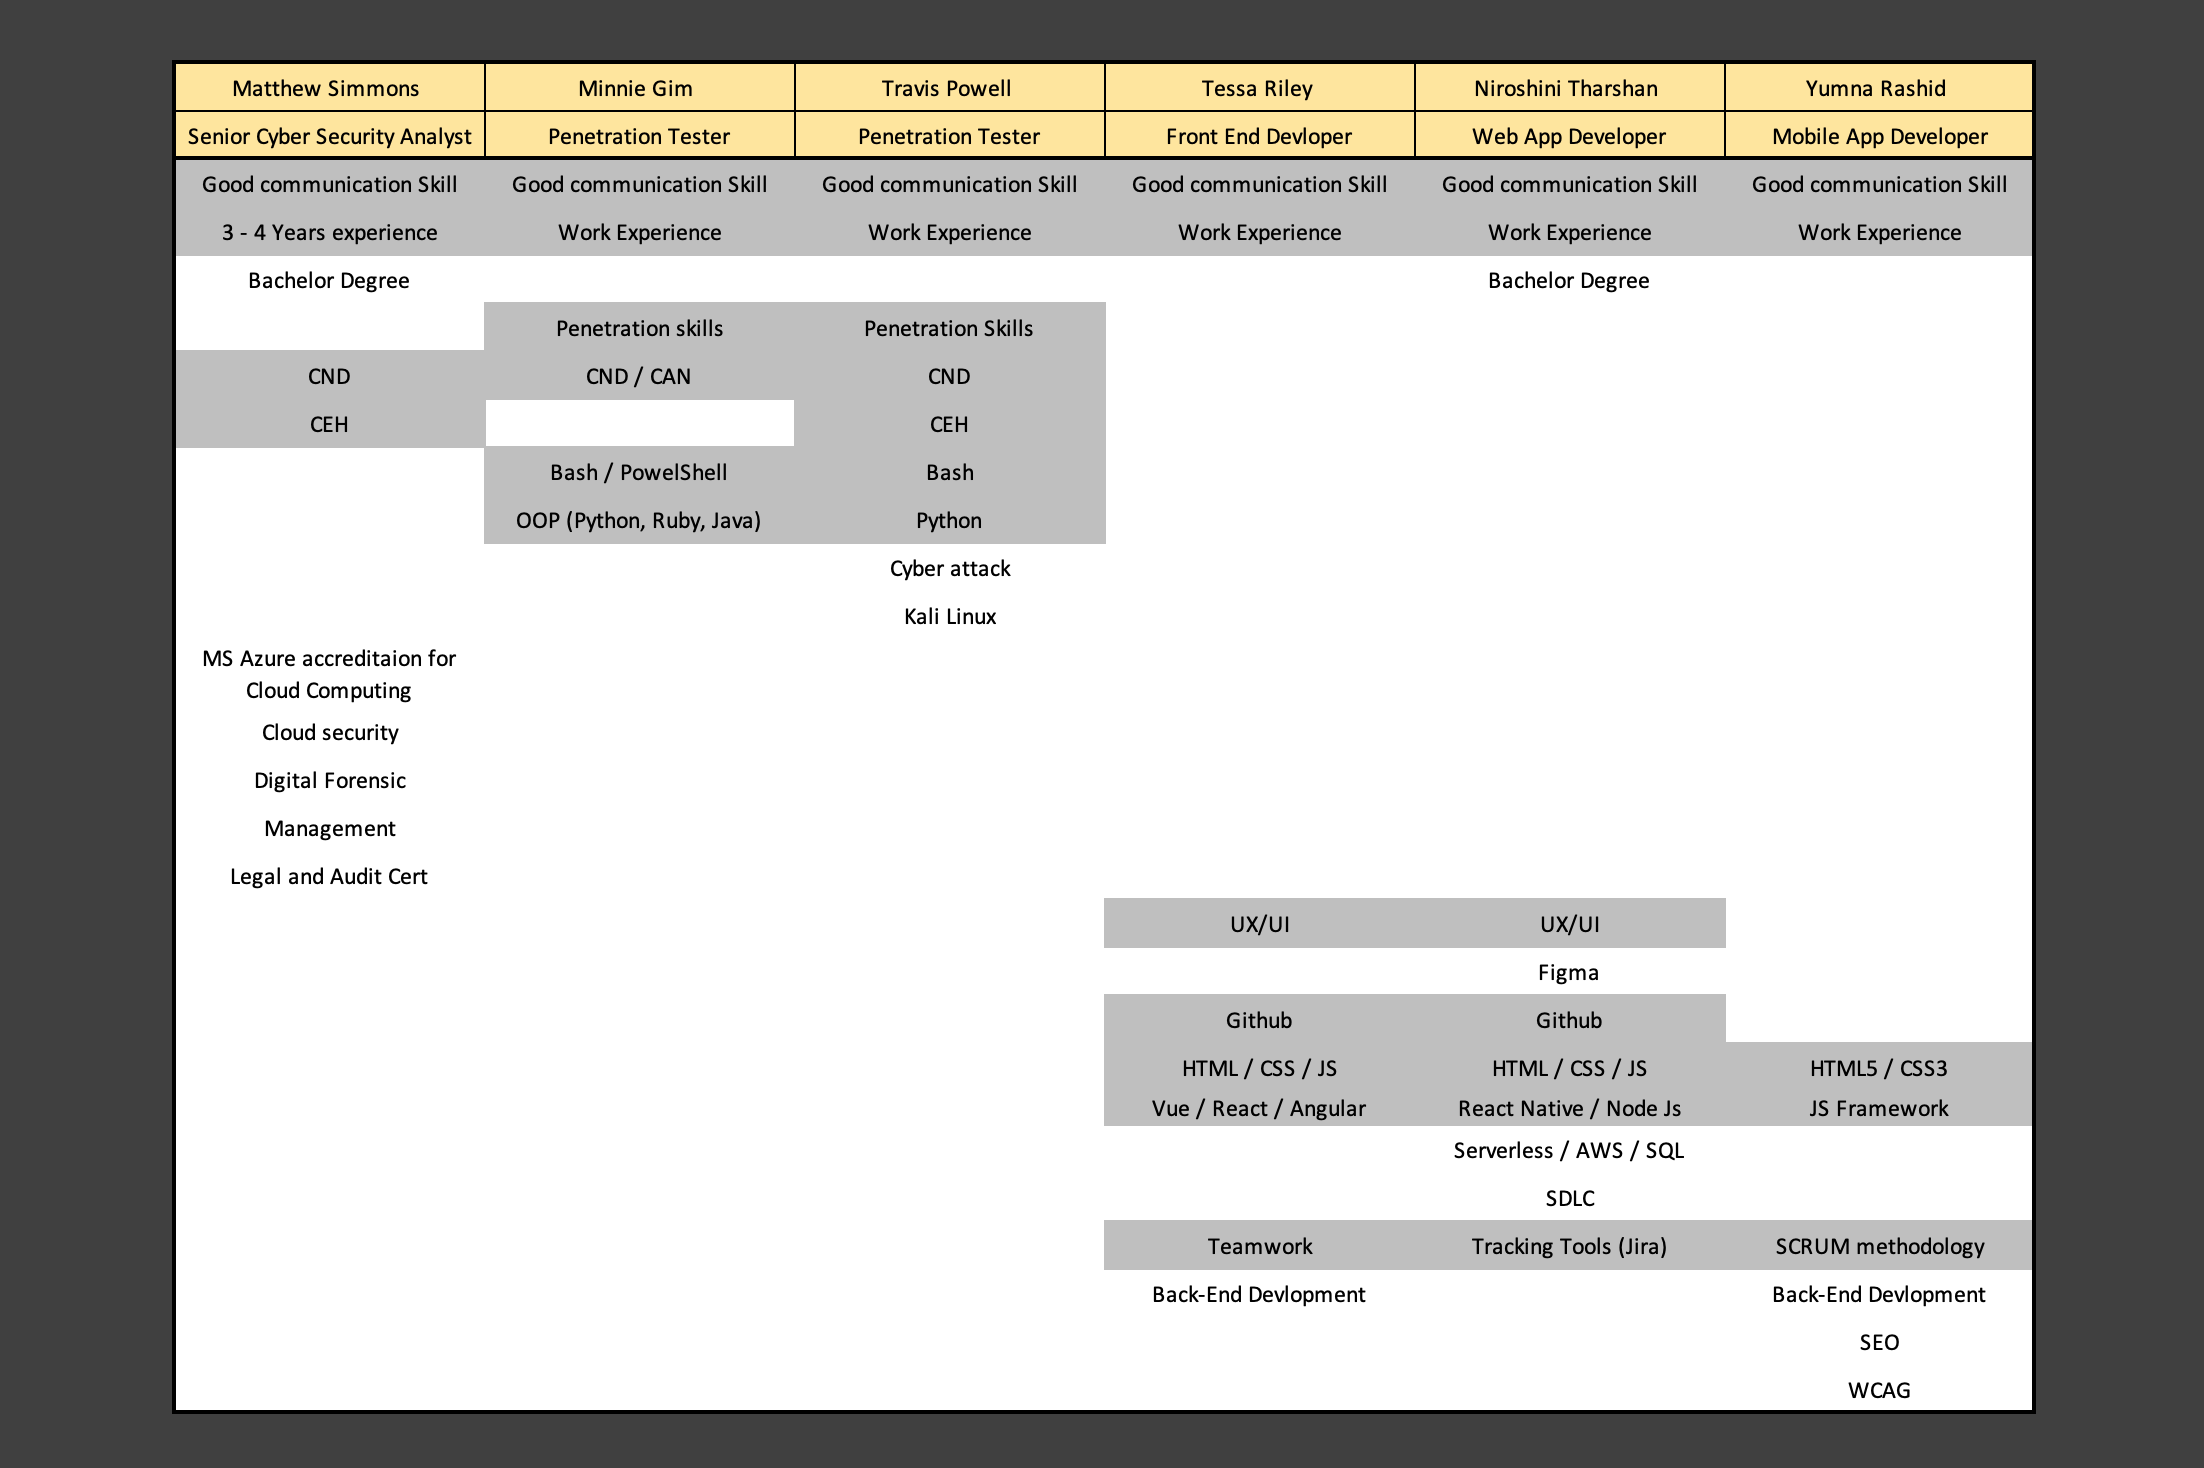 Matthew Simmons Minnie Gim Travis Powell Tessa Riley Niroshini Tharshan Yumna Rashid
Senior Cyber Security Analyst Penetration Tester Penetration Tester Front End Devloper Web App Developer Mobile App Developer
Good communication Skill Good communication Skill Good communication Skill Good communication Skill Good communication Skill Good communication Skill
3 - 4 Years experience Work Experience Work Experience Work Experience Work Experience Work Experience
Bachelor Degree Bachelor Degree
Penetration skills Penetration Skills
CND CND / CAN CND
CEH CEH
Bash / PowelShell Bash
OOP (Python, Ruby, Java) Python
Cyber attack
Kali Linux
MS Azure accreditaion for
Cloud Computing
Cloud security
Digital Forensic
Management
Legal and Audit Cert
UX/UI UX/UI
Figma
Github Github
HTML / CSS / JS HTML / CSS / JS HTML5 / CSS3
Vue / React / Angular React Native / Node Js JS Framework
Serverless / AWS / SQL
SDLC
Teamwork Tracking Tools (Jira) SCRUM methodology
Back-End Devlopment Back-End Devlopment
SEO
WCAG